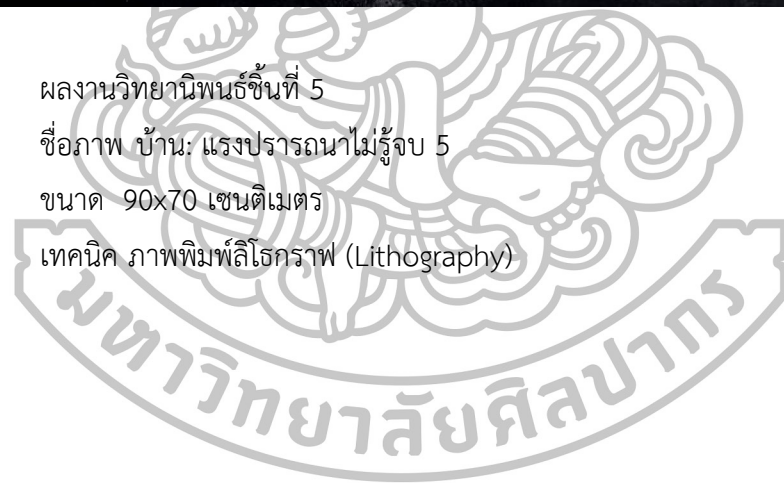 ผลงานวิทยานิพนธ์ชิ้นที่ 5
ชื่อภาพ บ้าน: แรงปรารถนาไม่รู้จบ 5
ขนาด 90x70 เซนติเมตร
เทคนิค ภาพพิมพ์ลิโธกราฟ (Lithography)
มหาวิทยาลัยศิลปากร